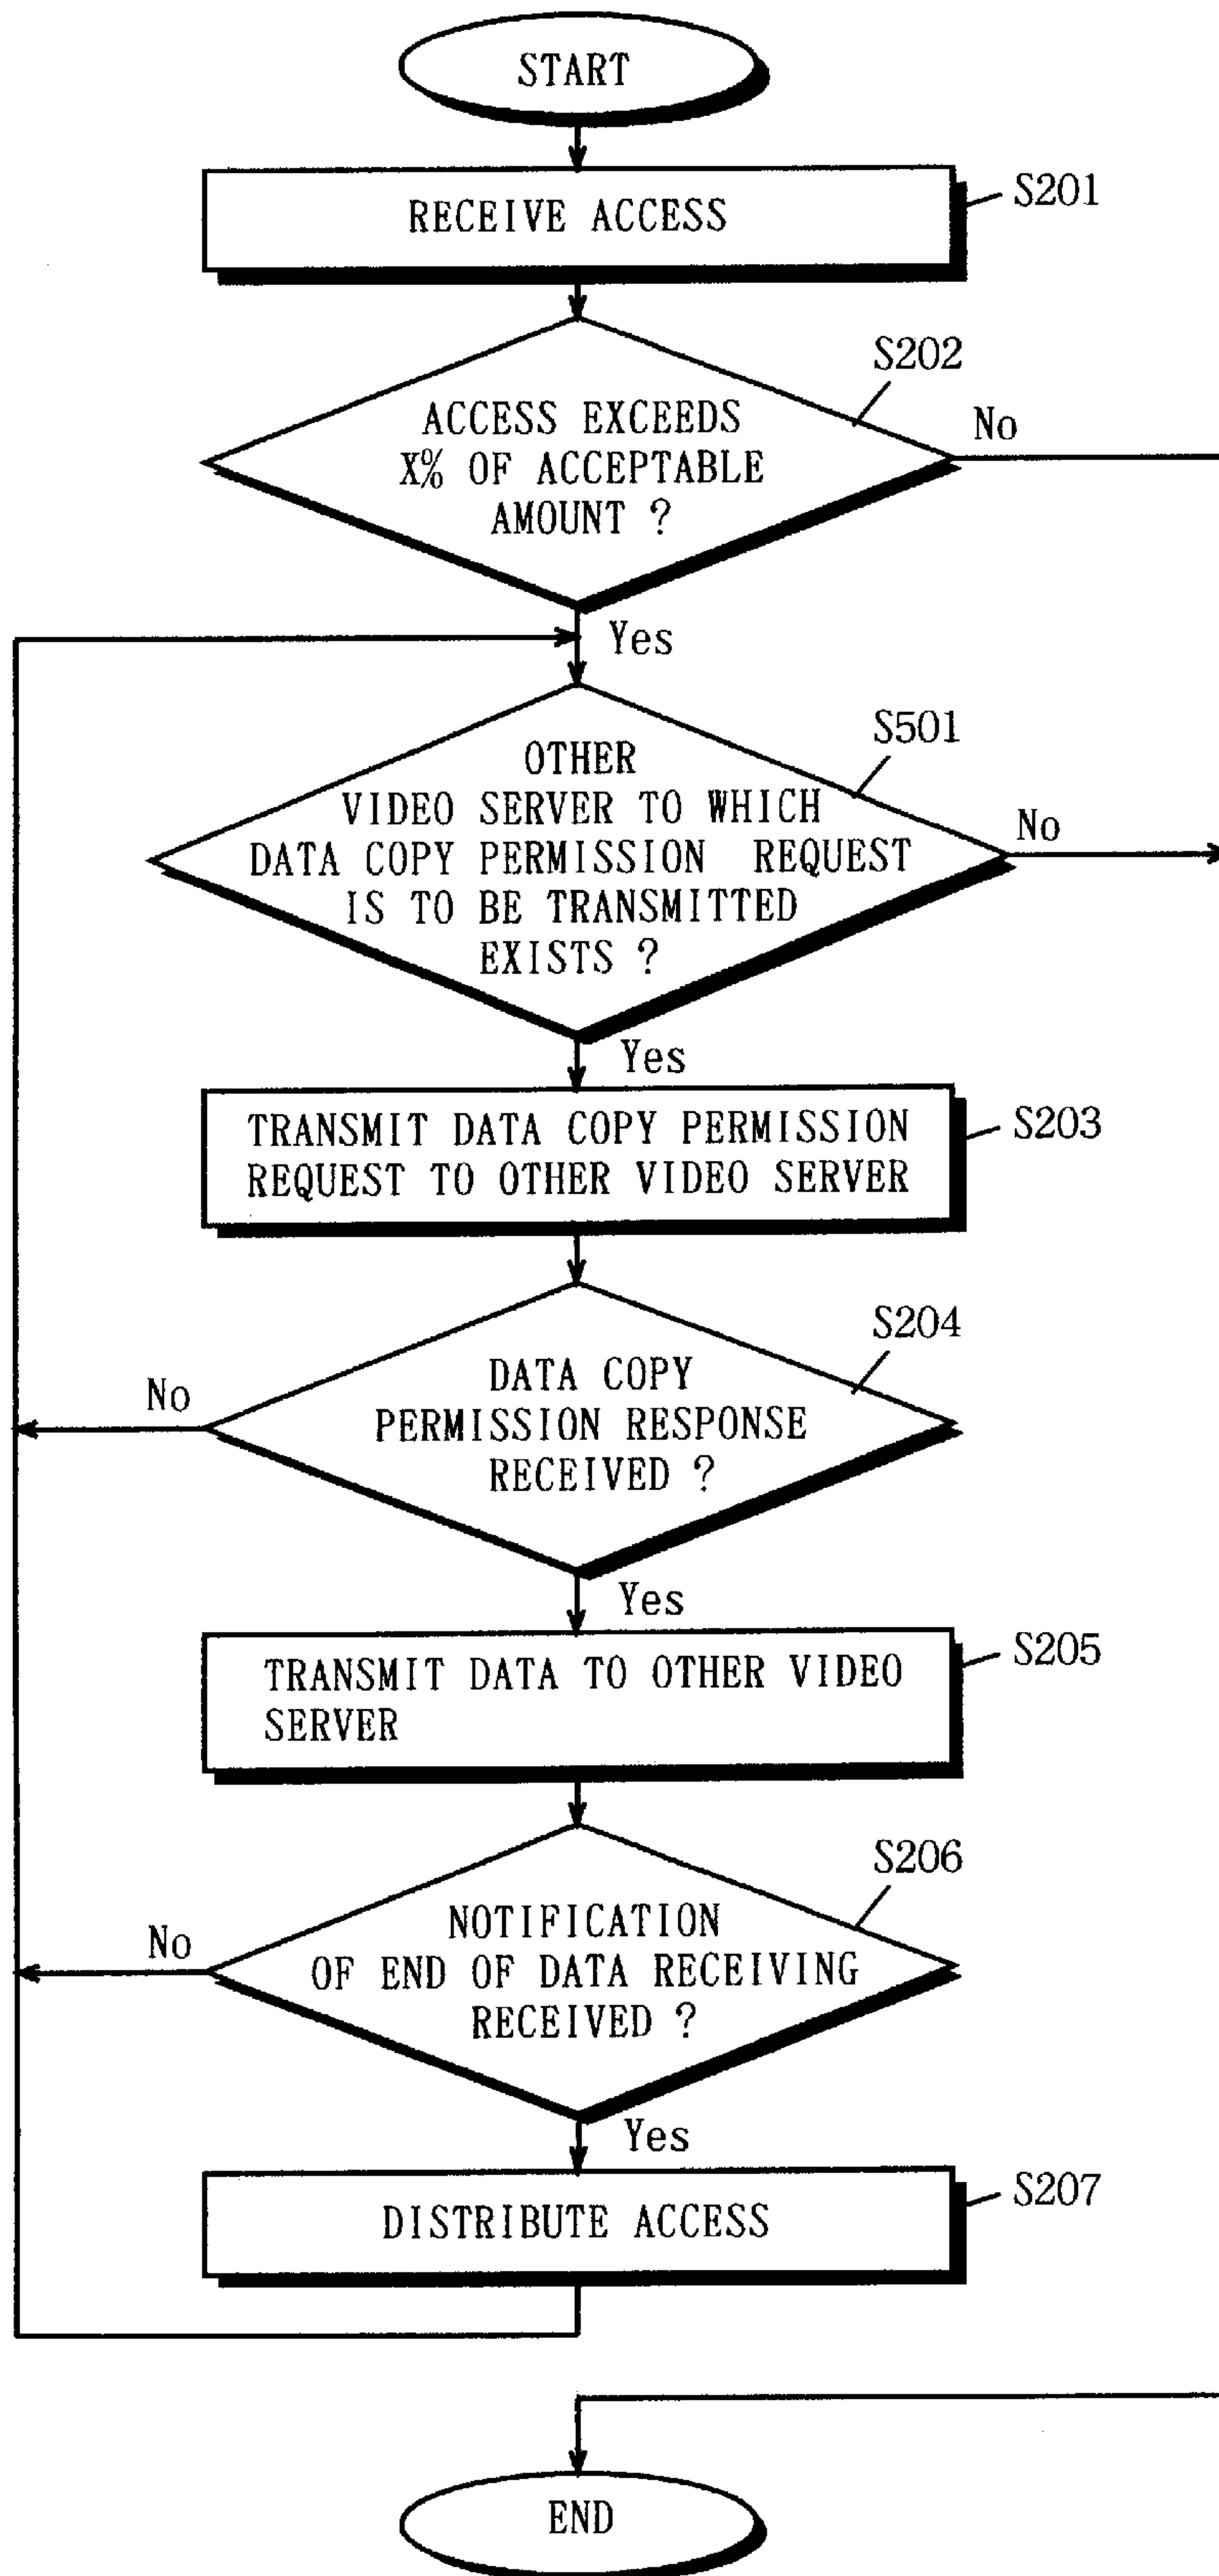 START
RECEIVE ACCESS
S201
S202
ACCESS EXCEEDS
X% OF ACCEPTABLE
AMOUNT ?
No
Yes
S501
OTHER
VIDEO SERVER TO WHICH
DATA COPY PERMISSION REQUEST
IS TO BE TRANSMITTED
EXISTS ?
No
Yes
TRANSMIT DATA COPY PERMISSION
REQUEST TO OTHER VIDEO SERVER
S203
S204
DATA COPY
PERMISSION RESPONSE
RECEIVED ?
No
Yes
TRANSMIT DATA TO OTHER VIDEO
SERVER
S205
S206
NOTIFICATION
OF END OF DATA RECEIVING
RECEIVED ?
No
Yes
DISTRIBUTE ACCESS
S207
END